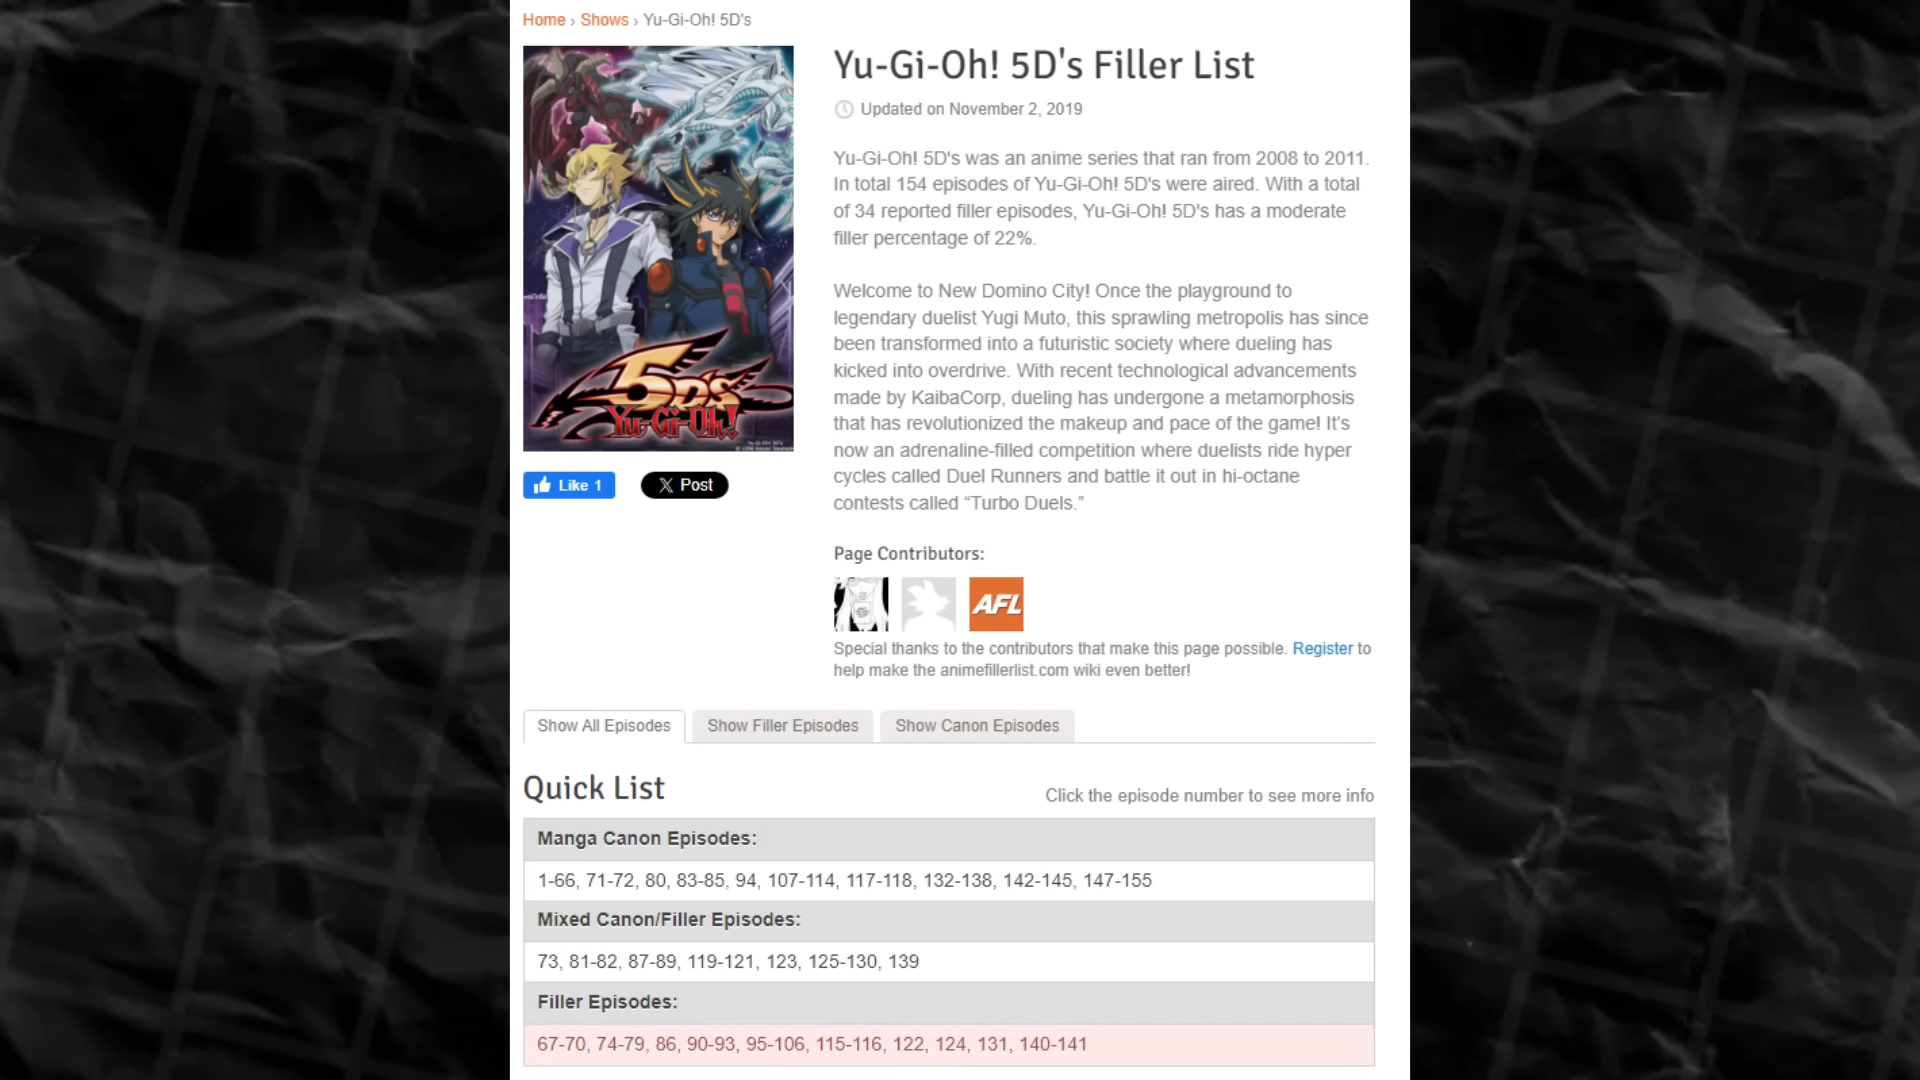 Home › Shows › Yu-Gi-Oh! 5D's
Yu-Gi-Oh! 5D's Filler List
Updated on November 2, 2019
Yu-Gi-Oh! 5D's was an anime series that ran from 2008 to 2011.
In total 154 episodes of Yu-Gi-Oh! 5D's were aired. With a total
of 34 reported filler episodes, Yu-Gi-Oh! 5D's has a moderate
filler percentage of 22%.
Welcome to New Domino City! Once the playground to
legendary duelist Yugi Muto, this sprawling metropolis has since
been transformed into a futuristic society where dueling has
kicked into overdrive. With recent technological advancements
made by KaibaCorp, dueling has undergone a metamorphosis
that has revolutionized the makeup and pace of the game! It's
now an adrenaline-filled competition where duelists ride hyper
cycles called Duel Runners and battle it out in hi-octane
contests called “Turbo Duels.”
5D's
Yu-Gi-Oh!
Like 1
X Post
Page Contributors:
AFL
Special thanks to the contributors that make this page possible. Register to
help make the animefillerlist.com wiki even better!
Show All Episodes
Show Filler Episodes
Show Canon Episodes
Quick List
Click the episode number to see more info
Manga Canon Episodes:
1-66, 71-72, 80, 83-85, 94, 107-114, 117-118, 132-138, 142-145, 147-155
Mixed Canon/Filler Episodes:
73, 81-82, 87-89, 119-121, 123, 125-130, 139
Filler Episodes:
67-70, 74-79, 86, 90-93, 95-106, 115-116, 122, 124, 131, 140-141